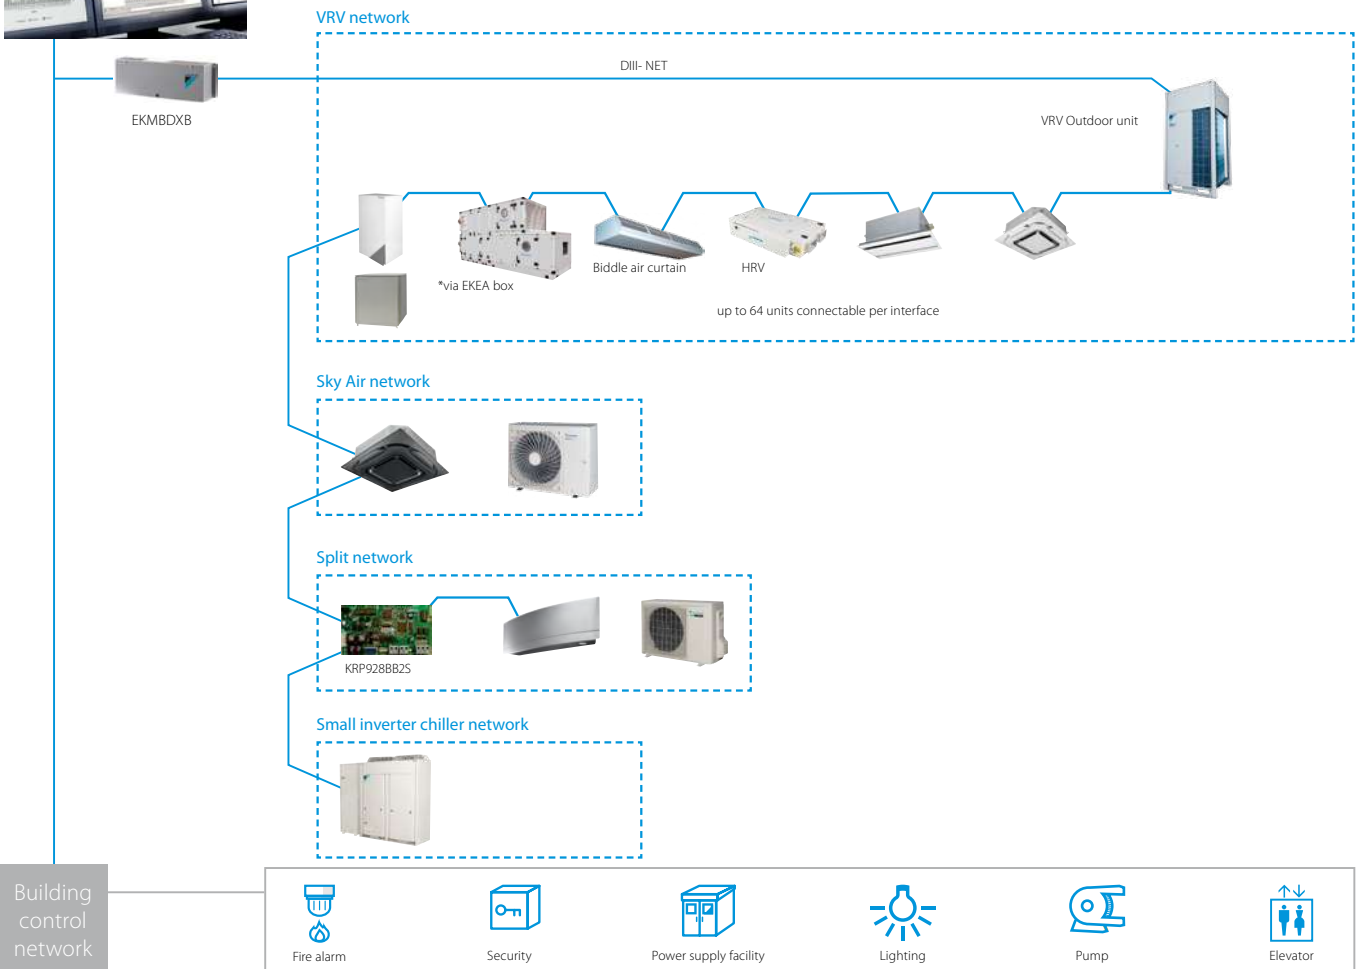 VRV network
DIII- NET
EKMBDXB
VRV Outdoor unit
Biddle air curtain
HRV
*via EKEA box
up to 64 units connectable per interface
Sky Air network
Split network
KRP928BB2S
Small inverter chiller network
Building
control
network
Fire alarm
Security
Power supply facility
Lighting
Pump
Elevator